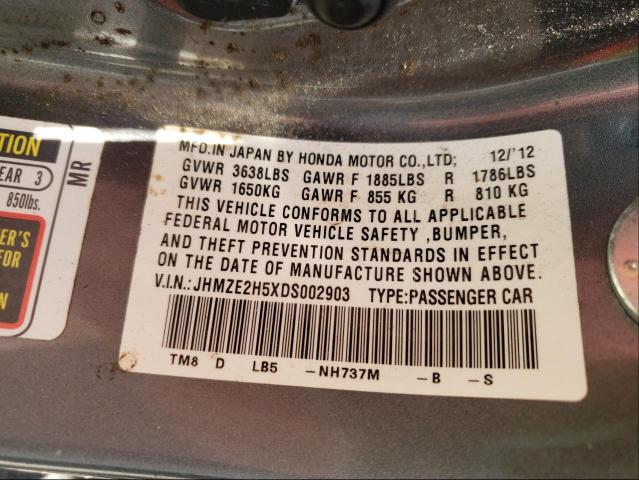 TION
EAR 3
850lbs.
MR
ER'S
FOR
N
MFD.IN JAPAN BY HONDA MOTOR CO.,LTD; 12/'12
GVWR 3638LBS GAWR F 1885LBS R 1786LBS
GVWR 1650KG GAWR F 855 KG R 810 KG
THIS VEHICLE CONFORMS TO ALL APPLICABLE
FEDERAL MOTOR VEHICLE SAFETY ,BUMPER,
AND THEFT PREVENTION STANDARDS IN EFFECT
ON THE DATE OF MANUFACTURE SHOWN ABOVE.
V.I.N.: JHMZE2H5XDS002903 TYPE:PASSENGER CAR
TM8 D LB5 –NH737M –B –S